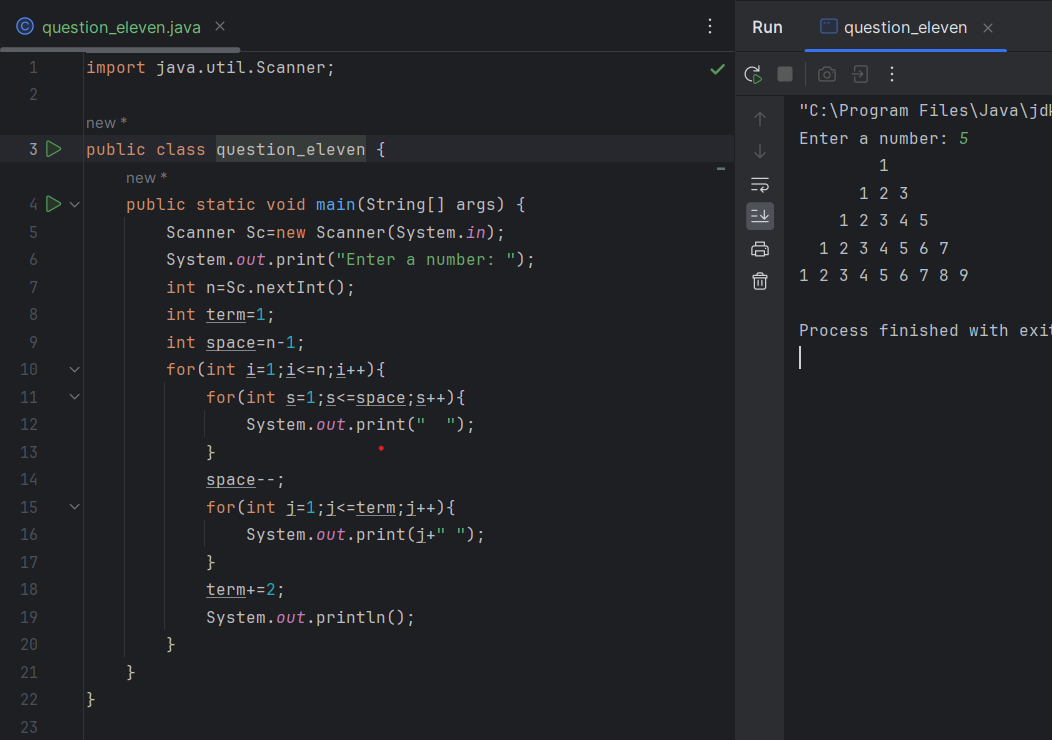 question_eleven.java
1 import java.util.Scanner;
2
new *
3 public class question_eleven {
new *
4 public static void main(String[] args) {
5 Scanner Sc=new Scanner(System.in);
6 System.out.print("Enter a number: ");
7 int n=Sc.nextInt();
8 int term=1;
9 int space=n-1;
10 for(int i=1;i<=n;i++){
11 for(int s=1;s<=space;s++){
12 System.out.print("  ");
13 }
14 space--;
15 for(int j=1;j<=term;j++){
16 System.out.print(j+" ");
17 }
18 term+=2;
19 System.out.println();
20 }
21 }
22 }
23
Run question_eleven
"C:\Program Files\Java\jdk
Enter a number: 5
1
1 2 3
1 2 3 4 5
1 2 3 4 5 6 7
1 2 3 4 5 6 7 8 9
Process finished with exit